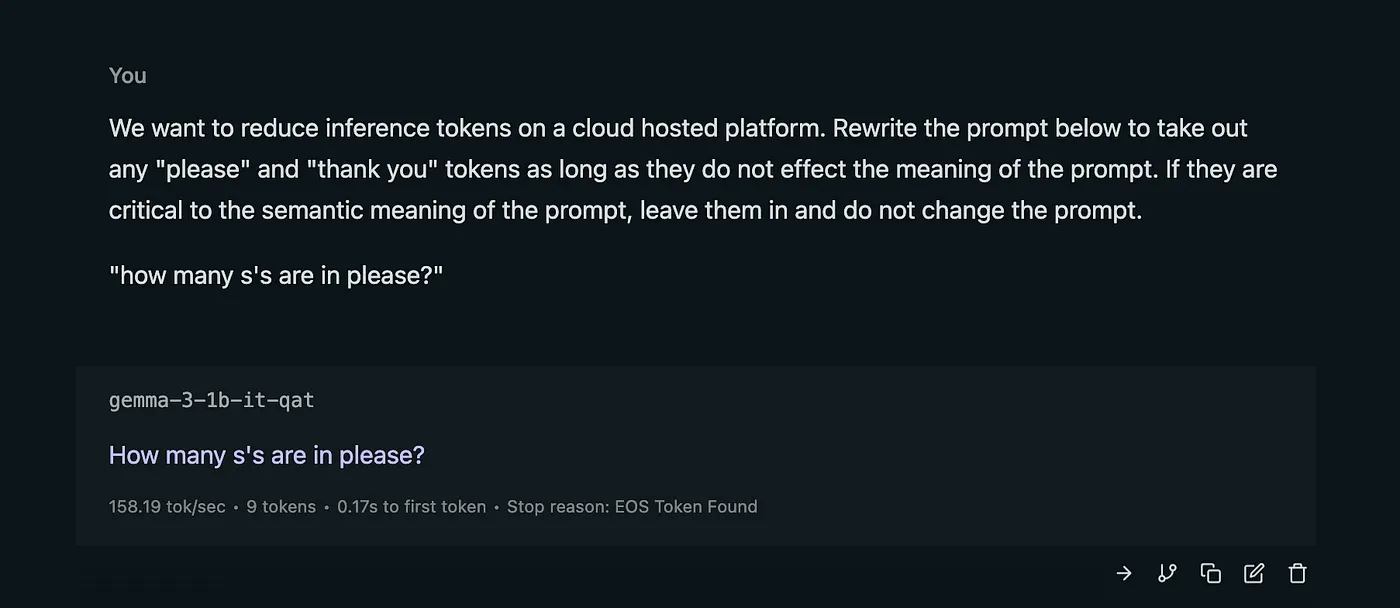 You
We want to reduce inference tokens on a cloud hosted platform. Rewrite the prompt below to take out
any "please" and "thank you" tokens as long as they do not effect the meaning of the prompt. If they are
critical to the semantic meaning of the prompt, leave them in and do not change the prompt.
"how many s's are in please?"
gemma-3-1b-it-qat
How many s's are in please?
158.19 tok/sec • 9 tokens • 0.17s to first token • Stop reason: EOS Token Found